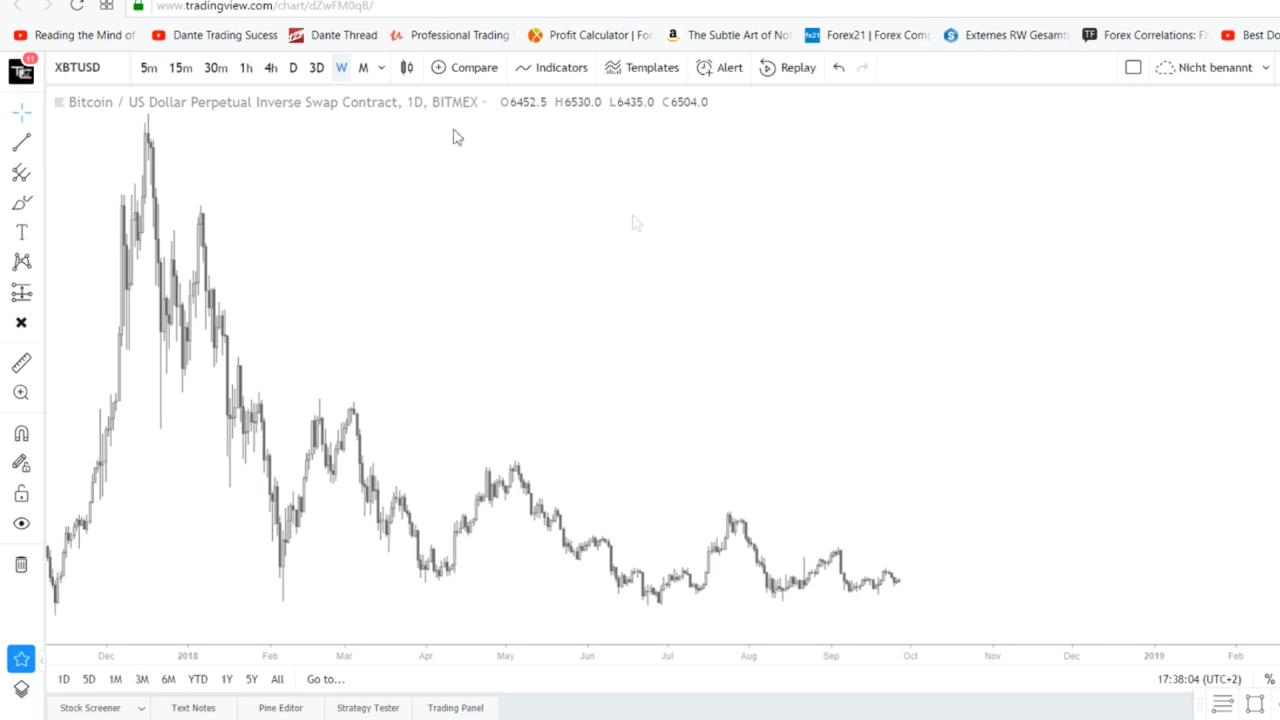 www.tradingview.com/chart/dZwFM0qB/
Reading the Mind of Dante Trading Sucess Dante Thread Professional Trading Profit Calculator | For The Subtle Art of Not Forex21 | Forex Comp Externes RW Gesamt Forex Correlations: Best Do
11
XBTUSD 5m 15m 30m 1h 4h D 3D W M Compare Indicators Templates Alert Replay Nicht benannt
Bitcoin / US Dollar Perpetual Inverse Swap Contract, 1D, BITMEX O6452.5 H6530.0 L6435.0 C6504.0
Dec 2018 Feb Mar Apr May Jun Jul Aug Sep Oct Nov Dec 2019 Feb
1D 5D 1M 3M 6M YTD 1Y 5Y All Go to... 17:38:04 (UTC+2) %
Stock Screener Text Notes Pine Editor Strategy Tester Trading Panel